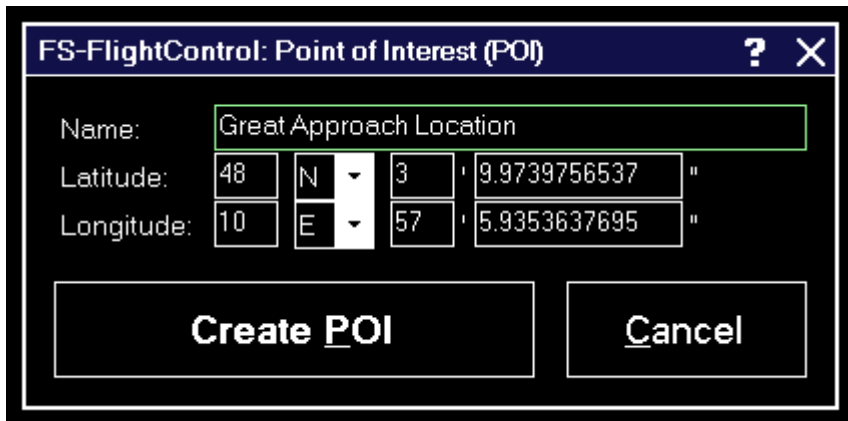 FS-FlightControl: Point of Interest (POI) ? X
Name: Great Approach Location
Latitude: 48 N 3 ' 9.9739756537 "
Longitude: 10 E 57 ' 5.9353637695 "
Create POI Cancel